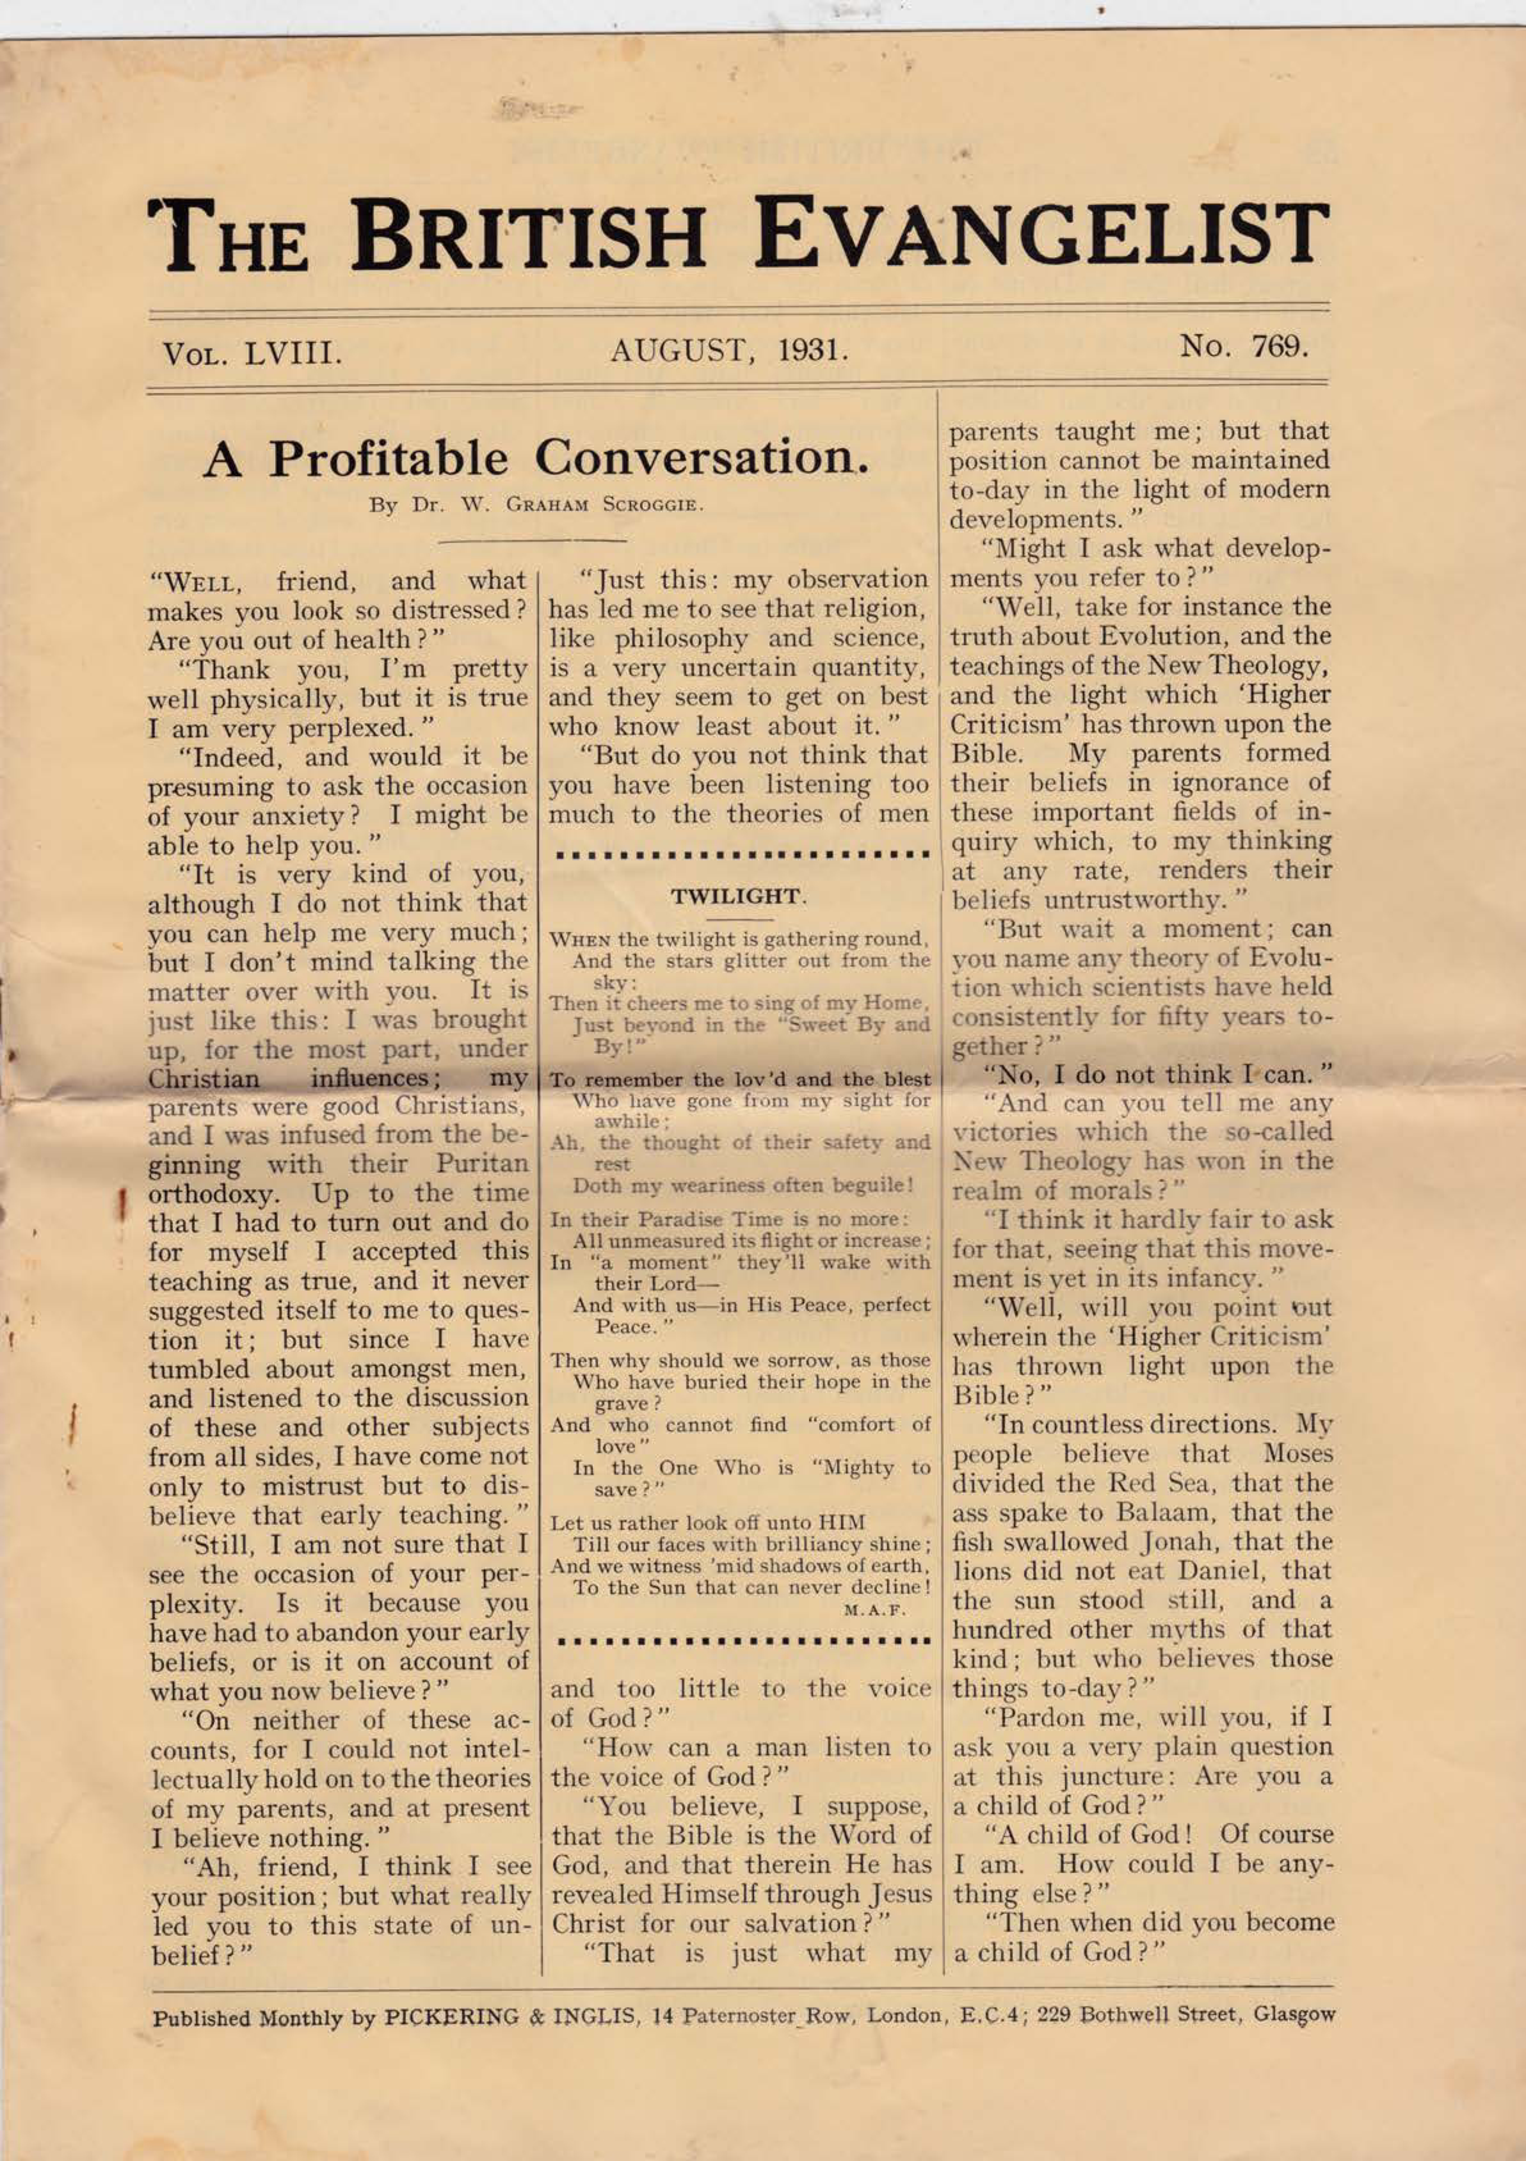 THE BRITISH EVANGELIST
VOL. LVIII.
AUGUST, 1931.
No. 769.
A Profitable Conversation.
By Dr. W. GRAHAM SCROGGIE.
“WELL, friend, and what
makes you look so distressed?
Are you out of health?”
“Thank you, I'm pretty
well physically, but it is true
I am very perplexed.”
“Indeed, and would it be
presuming to ask the occasion
of your anxiety? I might be
able to help you.”
“It is very kind of you,
although I do not think that
you can help me very much;
but I don't mind talking the
matter over with you. It is
just like this: I was brought
up, for the most part, under
Christian influences; my
parents were good Christians,
and I was infused from the be-
ginning with their Puritan
orthodoxy. Up to the time
that I had to turn out and do
for myself I accepted this
teaching as true, and it never
suggested itself to me to ques-
tion it; but since I have
tumbled about amongst men,
and listened to the discussion
of these and other subjects
from all sides, I have come not
only to mistrust but to dis-
believe that early teaching.”
“Still, I am not sure that I
see the occasion of your per-
plexity. Is it because you
have had to abandon your early
beliefs, or is it on account of
what you now believe?”
“On neither of these ac-
counts, for I could not intel-
lectually hold on to the theories
of my parents, and at present
I believe nothing.”
“Ah, friend, I think I see
your position; but what really
led you to this state of un-
belief?”
“Just this: my observation
has led me to see that religion,
like philosophy and science,
is a very uncertain quantity,
and they seem to get on best
who know least about it.”
“But do you not think that
you have been listening too
much to the theories of men
TWILIGHT.
WHEN the twilight is gathering round,
And the stars glitter out from the
sky:
Then it cheers me to sing of my Home,
Just beyond in the “Sweet By and
By!”
To remember the lov'd and the blest
Who have gone from my sight for
awhile;
Ah, the thought of their safety and
rest
Doth my weariness often beguile!
In their Paradise Time is no more:
All unmeasured its flight or increase;
In “a moment” they'll wake with
their Lord—
And with us—in His Peace, perfect
Peace.”
Then why should we sorrow, as those
Who have buried their hope in the
grave?
And who cannot find “comfort of
love”
In the One Who is “Mighty to
save?”
Let us rather look off unto HIM
Till our faces with brilliancy shine;
And we witness 'mid shadows of earth,
To the Sun that can never decline!
M.A.F.
and too little to the voice
of God?”
“How can a man listen to
the voice of God?”
“You believe, I suppose,
that the Bible is the Word of
God, and that therein He has
revealed Himself through Jesus
Christ for our salvation?”
“That is just what my
parents taught me; but that
position cannot be maintained
to-day in the light of modern
developments.”
“Might I ask what develop-
ments you refer to?”
“Well, take for instance the
truth about Evolution, and the
teachings of the New Theology,
and the light which ‘Higher
Criticism’ has thrown upon the
Bible. My parents formed
their beliefs in ignorance of
these important fields of in-
quiry which, to my thinking
at any rate, renders their
beliefs untrustworthy.”
“But wait a moment; can
you name any theory of Evolu-
tion which scientists have held
consistently for fifty years to-
gether?”
“No, I do not think I can.”
“And can you tell me any
victories which the so-called
New Theology has won in the
realm of morals?”
“I think it hardly fair to ask
for that, seeing that this move-
ment is yet in its infancy.”
“Well, will you point out
wherein the ‘Higher Criticism’
has thrown light upon the
Bible?”
“In countless directions. My
people believe that Moses
divided the Red Sea, that the
ass spake to Balaam, that the
fish swallowed Jonah, that the
lions did not eat Daniel, that
the sun stood still, and a
hundred other myths of that
kind; but who believes those
things to-day?”
“Pardon me, will you, if I
ask you a very plain question
at this juncture: Are you a
a child of God?”
“A child of God! Of course
I am. How could I be any-
thing else?”
“Then when did you become
a child of God?”
Published Monthly by PICKERING & INGLIS, 14 Paternoster Row, London, E.C.4; 229 Bothwell Street, Glasgow